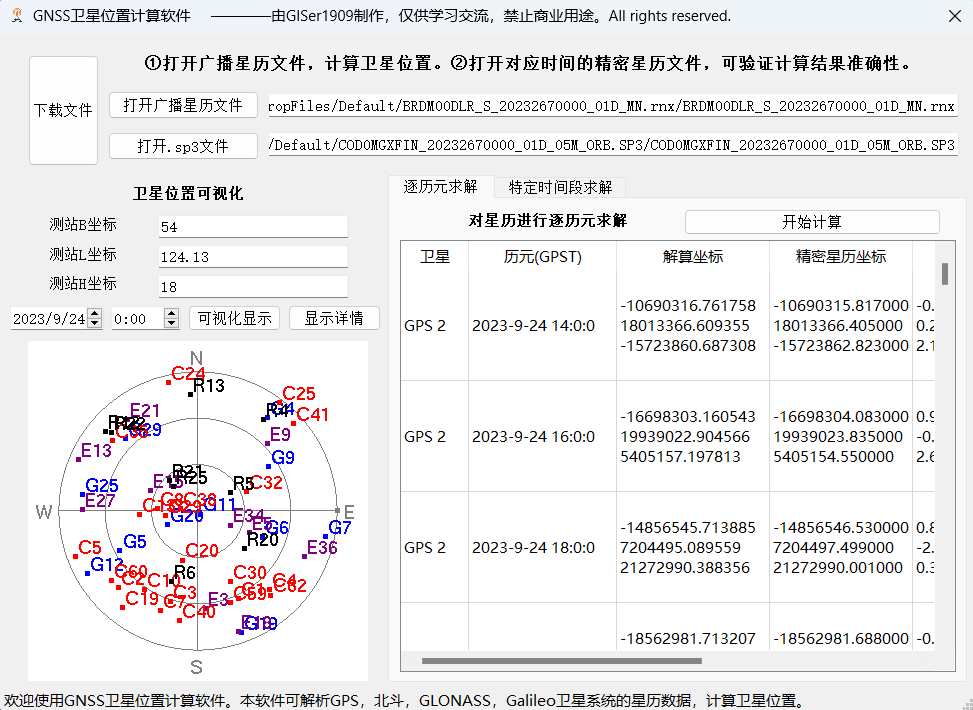 GNSS卫星位置计算软件 ————由GISer1909制作，仅供学习交流，禁止商业用途。All rights reserved.
①打开广播星历文件，计算卫星位置。②打开对应时间的精密星历文件，可验证计算结果准确性。
下载文件
打开广播星历文件
ropFiles/Default/BRDM00DLR_S_20232670000_01D_MN.rnx/BRDM00DLR_S_20232670000_01D_MN.rnx
打开.sp3文件
/Default/COD0MGXFIN_20232670000_01D_05M_ORB.SP3/COD0MGXFIN_20232670000_01D_05M_ORB.SP3
卫星位置可视化
测站B坐标 54
测站L坐标 124.13
测站H坐标 18
2023/9/24 0:00 可视化显示 显示详情
N
C24
R13
C25
G4
R4
C41
E21
G29
E9
E13
G9
R21
R25
R5
C32
G25
E27
C38
G11
W
E
G20
E34
G6
G7
R20
E36
C5
G5
C20
G12
C60
C2
C10
R6
C30
C4
C3
C1
C59
C62
C19
C7
E3
C40
G19
S
逐历元求解 特定时间段求解
对星历进行逐历元求解 开始计算
卫星 历元(GPST) 解算坐标 精密星历坐标
-10690316.761758 -10690315.817000 -0.
GPS 2 2023-9-24 14:0:0 18013366.609355 18013366.405000 0.2
-15723860.687308 -15723862.823000 2.1
-16698303.160543 -16698304.083000 0.9
GPS 2 2023-9-24 16:0:0 19939022.904566 19939023.835000 -0.
5405157.197813 5405154.550000 2.6
-14856545.713885 -14856546.530000 0.8
GPS 2 2023-9-24 18:0:0 7204495.089559 7204497.499000 -2.
21272990.388356 21272990.001000 0.3
-18562981.713207 -18562981.688000 -0.
欢迎使用GNSS卫星位置计算软件。本软件可解析GPS，北斗，GLONASS，Galileo卫星系统的星历数据，计算卫星位置。